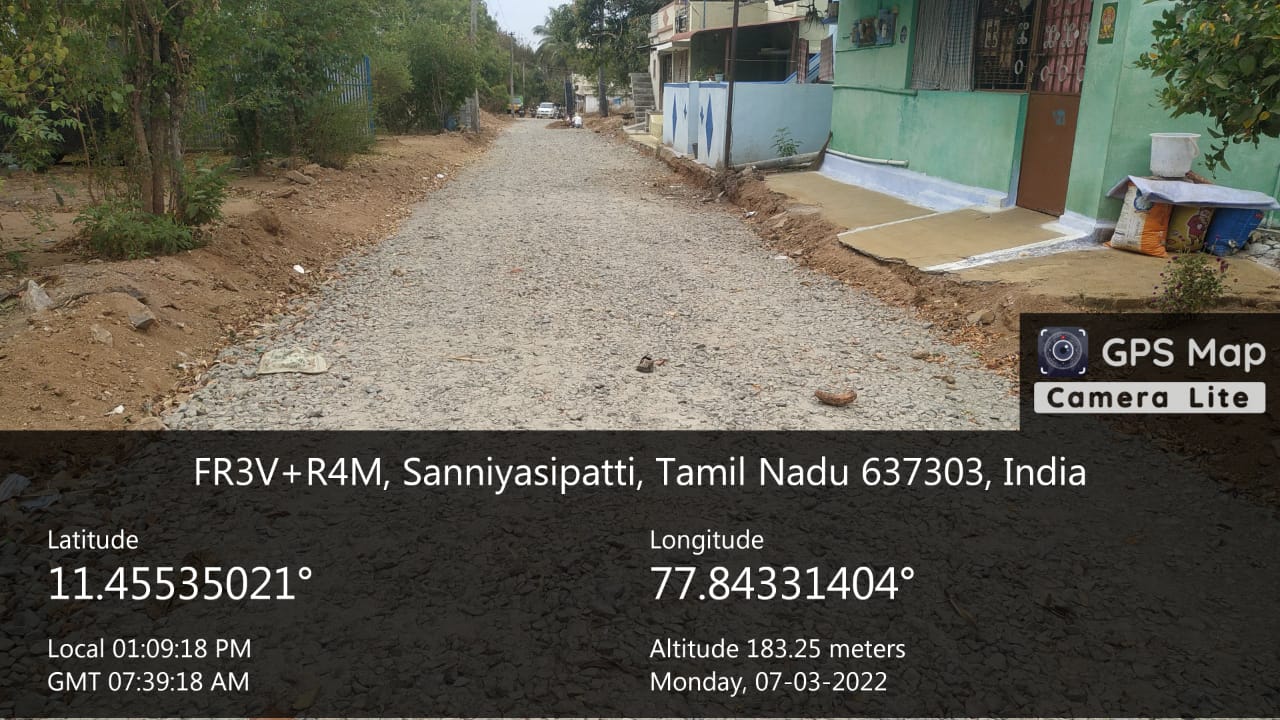 GPS Map
Camera Lite
FR3V+R4M, Sanniyasipatti, Tamil Nadu 637303, India
Latitude
11.45535021°
Longitude
77.84331404°
Local 01:09:18 PM
GMT 07:39:18 AM
Altitude 183.25 meters
Monday, 07-03-2022